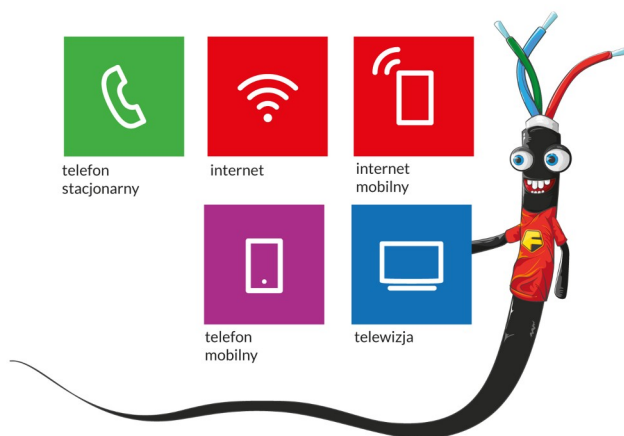 telefon
stacjonarny
internet
internet
mobilny
telefon
mobilny
telewizja
F